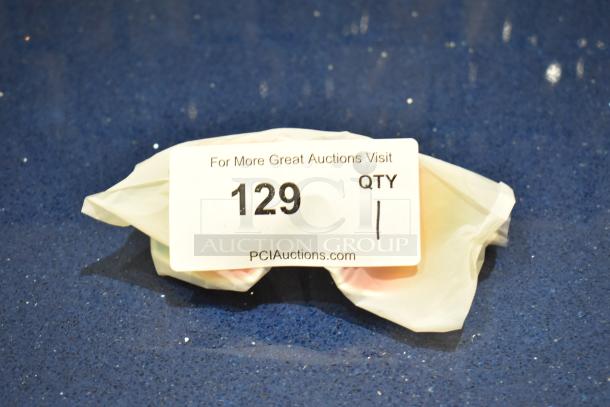 For More Great Auctions Visit
129
QTY
1
PCI
AUCTION GROUP
PCIAuctions.com